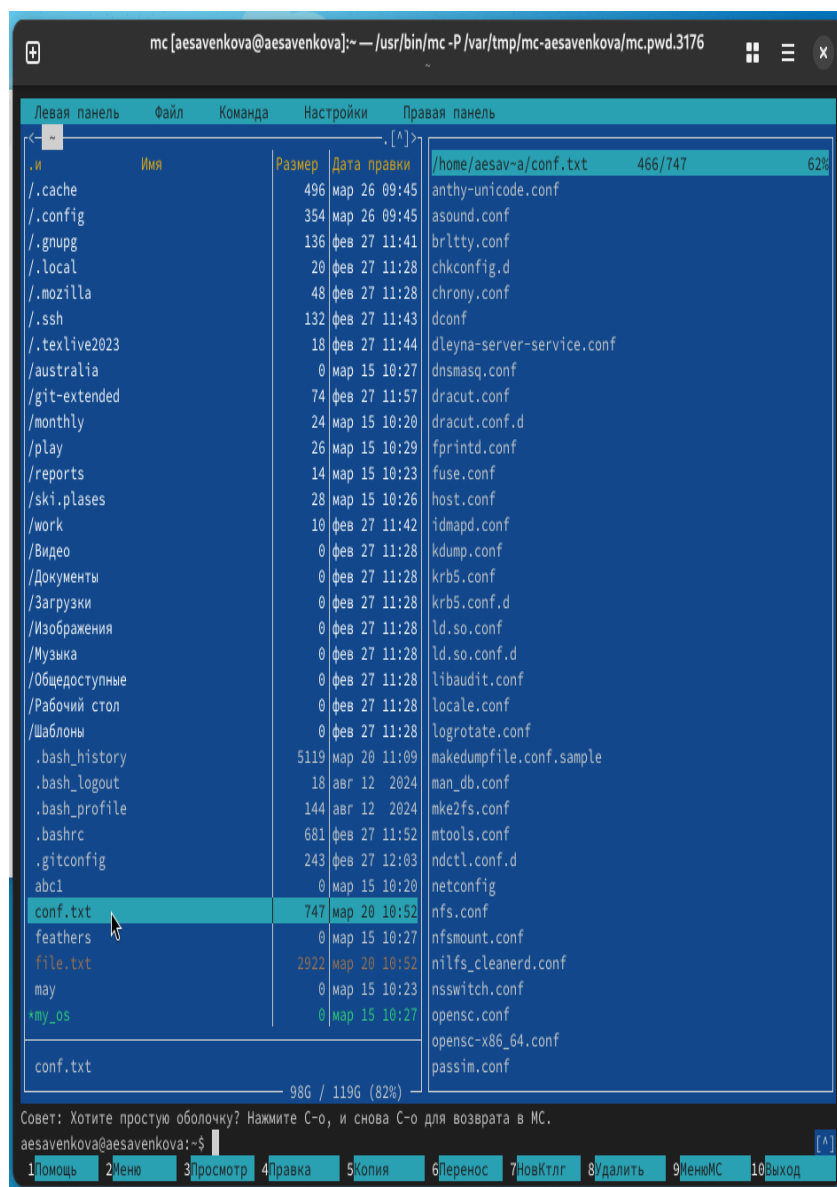 mc [aesavenkova@aesavenkova]:~ — /usr/bin/mc -P /var/tmp/mc-aesavenkova/mc.pwd.3176
~
Левая панель Файл Команда Настройки Правая панель
<- ~ .[^]>
.и Имя Размер Дата правки /home/aesav~a/conf.txt 466/747 62%
/.cache 496 мар 26 09:45 anthy-unicode.conf
/.config 354 мар 26 09:45 asound.conf
/.gnupg 136 фев 27 11:41 brltty.conf
/.local 20 фев 27 11:28 chkconfig.d
/.mozilla 48 фев 27 11:28 chrony.conf
/.ssh 132 фев 27 11:43 dconf
/.texlive2023 18 фев 27 11:44 dleyna-server-service.conf
/australia 0 мар 15 10:27 dnsmasq.conf
/git-extended 74 фев 27 11:57 dracut.conf
/monthly 24 мар 15 10:20 dracut.conf.d
/play 26 мар 15 10:29 fprintd.conf
/reports 14 мар 15 10:23 fuse.conf
/ski.plases 28 мар 15 10:26 host.conf
/work 10 фев 27 11:42 idmapd.conf
/Видео 0 фев 27 11:28 kdump.conf
/Документы 0 фев 27 11:28 krb5.conf
/Загрузки 0 фев 27 11:28 krb5.conf.d
/Изображения 0 фев 27 11:28 ld.so.conf
/Музыка 0 фев 27 11:28 ld.so.conf.d
/Общедоступные 0 фев 27 11:28 libaudit.conf
/Рабочий стол 0 фев 27 11:28 locale.conf
/Шаблоны 0 фев 27 11:28 logrotate.conf
.bash_history 5119 мар 20 11:09 makedumpfile.conf.sample
.bash_logout 18 авг 12 2024 man_db.conf
.bash_profile 144 авг 12 2024 mke2fs.conf
.bashrc 681 фев 27 11:52 mtools.conf
.gitconfig 243 фев 27 12:03 ndctl.conf.d
abc1 0 мар 15 10:20 netconfig
conf.txt 747 мар 20 10:52 nfs.conf
feathers 0 мар 15 10:27 nfsmount.conf
file.txt 2922 мар 20 10:52 nilfs_cleanerd.conf
may 0 мар 15 10:23 nsswitch.conf
*my_os 0 мар 15 10:27 opensc.conf
opensc-x86_64.conf
conf.txt passim.conf
98G / 119G (82%)
Совет: Хотите простую оболочку? Нажмите C-o, и снова C-o для возврата в MC.
aesavenkova@aesavenkova:~$ [^]
1Помощь 2Меню 3Просмотр 4Правка 5Копия 6Перенос 7НовКтлг 8Удалить 9МенюMC 10Выход